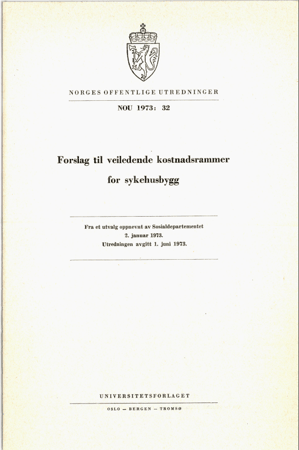 NORGES OFFENTLIGE UTREDNINGER
NOU 1973: 32
Forslag til veiledende kostnadsrammer
for sykehusbygg
Fra et utvalg oppnevnt av Sosialdepartementet
2. januar 1973.
Utredningen avgitt 1. juni 1973.
UNIVERSITETSFORLAGET
OSLO – BERGEN – TROMSØ